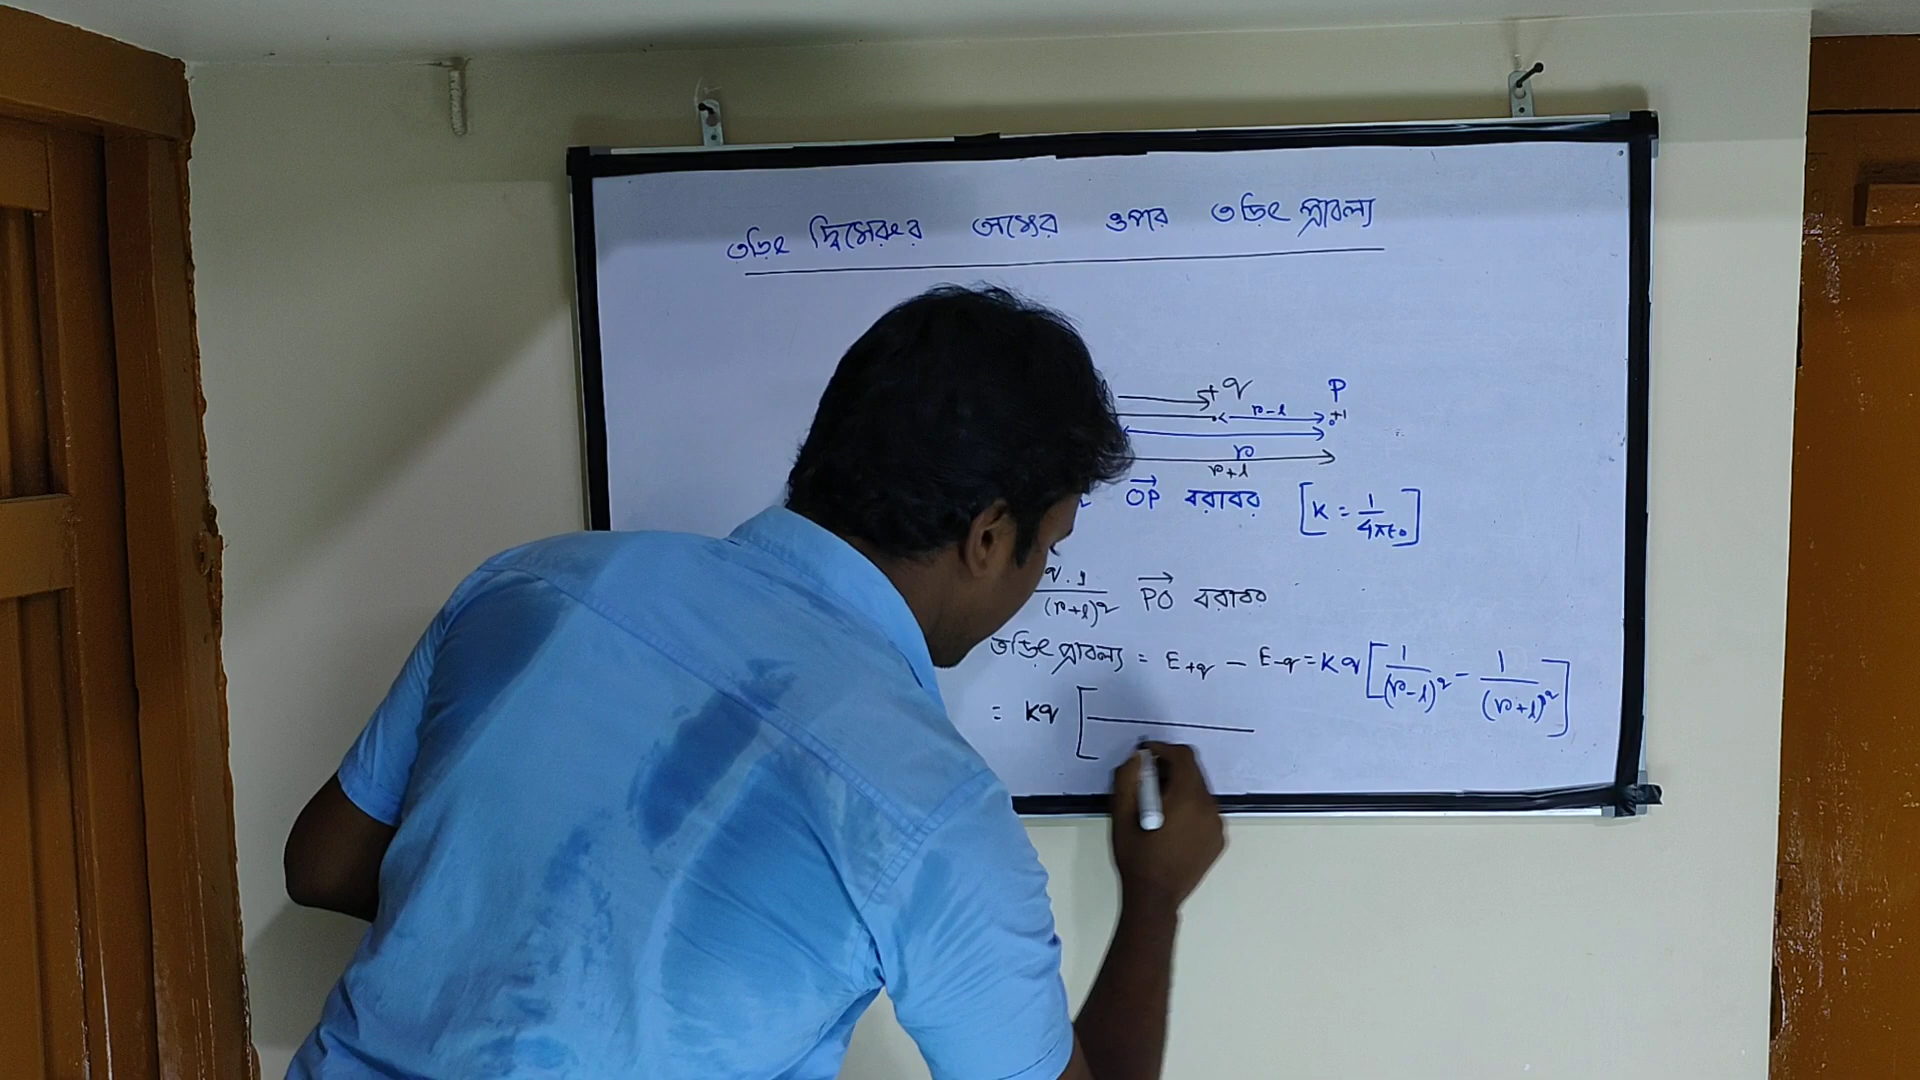 তড়িৎ দ্বিমেরুর অক্ষের ওপর তড়িৎ প্রাবল্য
+q P
r-l +1
r
r+l
OP বরাবর [K = 1/4πε₀]
q.1/(r+l)² PO বরাবর
তড়িৎ প্রাবল্য = E+q - E-q = Kq [1/(r-l)² - 1/(r+l)²]
= Kq [